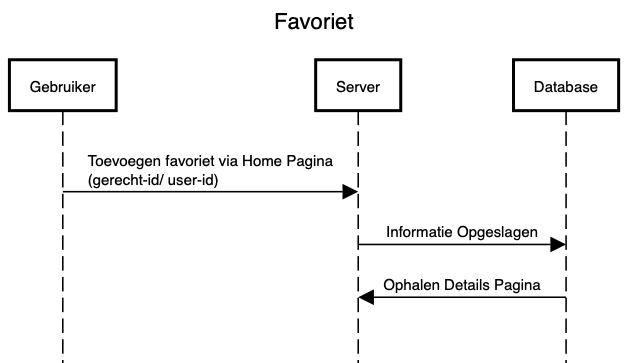 Favoriet
Gebruiker
Server
Database
Toevoegen favoriet via Home Pagina
(gerecht-id/ user-id)
Informatie Opgeslagen
Ophalen Details Pagina